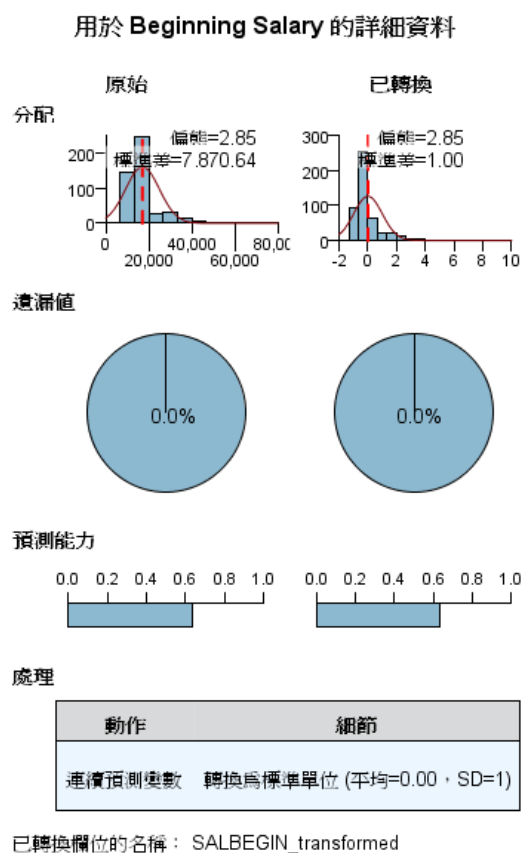 用於 Beginning Salary 的詳細資料
原始 已轉換
分配
偏態=2.85 偏態=2.85
標準差=7.870.64 標準差=1.00
200 300
100 200
0 100
0
0 40,000 80,00 -2 0 2 4 6 8 10
20,000 60,000
遺漏值
0.0% 0.0%
預測能力
0.0 0.2 0.4 0.6 0.8 1.0 0.0 0.2 0.4 0.6 0.8 1.0
處理
動作 細節
連續預測變數 轉換為標準單位 (平均=0.00，SD=1)
已轉換欄位的名稱： SALBEGIN_transformed